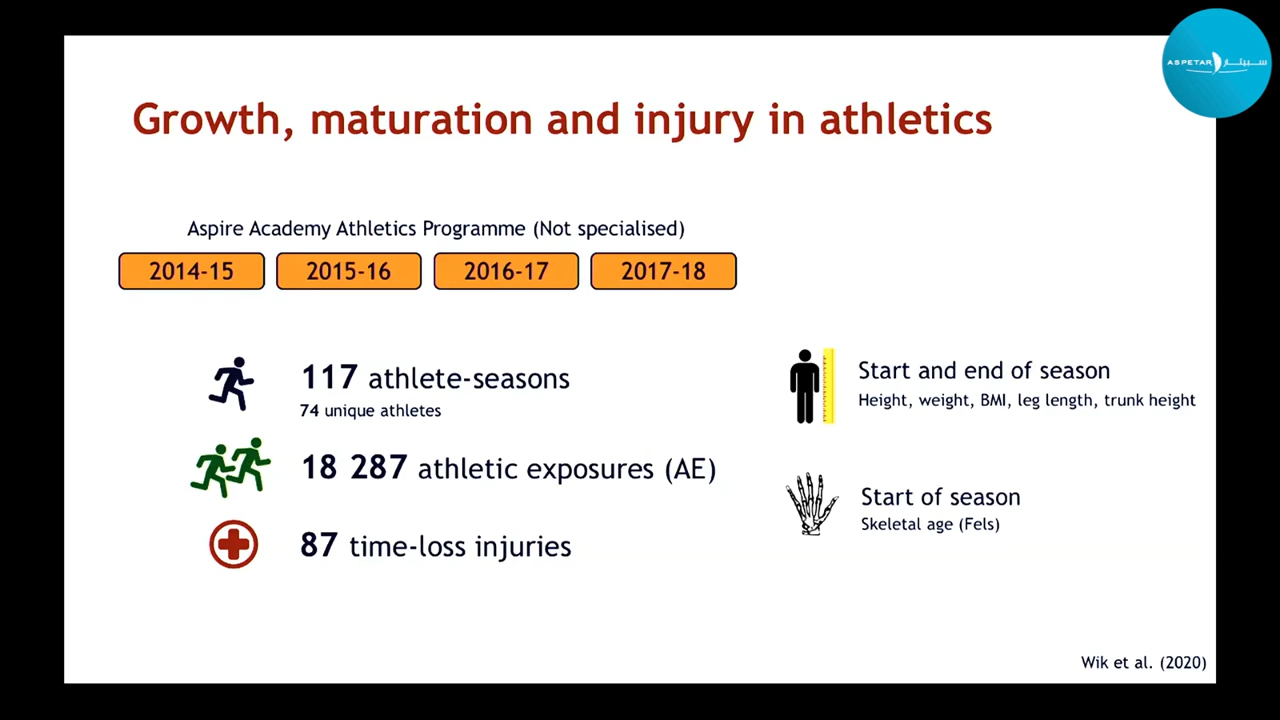 ASPETAR سبيتار
Growth, maturation and injury in athletics
Aspire Academy Athletics Programme (Not specialised)
2014-15 2015-16 2016-17 2017-18
117 athlete-seasons
74 unique athletes
18 287 athletic exposures (AE)
87 time-loss injuries
Start and end of season
Height, weight, BMI, leg length, trunk height
Start of season
Skeletal age (Fels)
Wik et al. (2020)